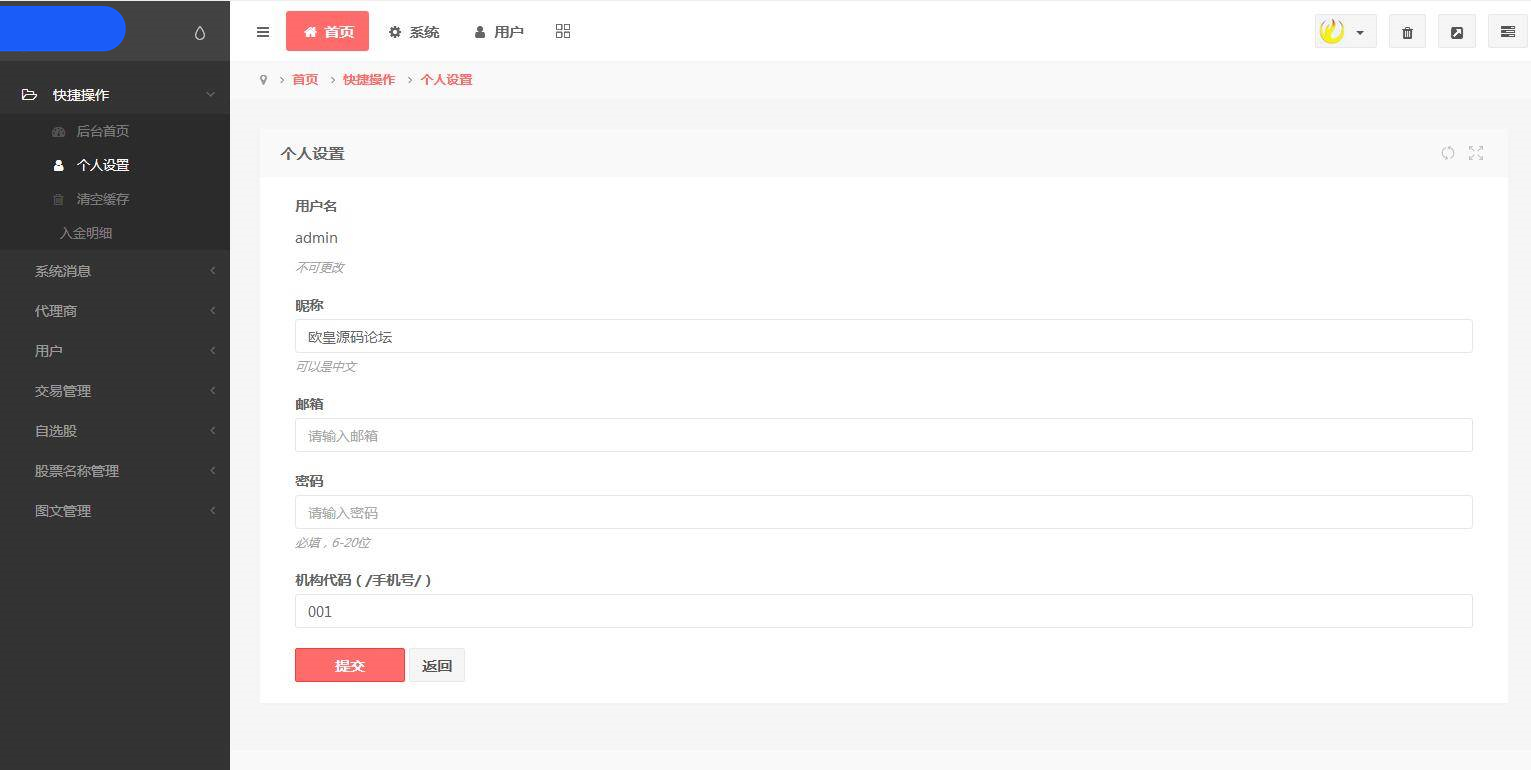 首页 系统 用户
首页 快捷操作 个人设置
快捷操作
后台首页
个人设置
清空缓存
入金明细
系统消息
代理商
用户
交易管理
自选股
股票名称管理
图文管理
个人设置
用户名
admin
不可更改
昵称
欧皇源码论坛
可以是中文
邮箱
请输入邮箱
密码
请输入密码
必填，6-20位
机构代码（/手机号/）
001
提交 返回